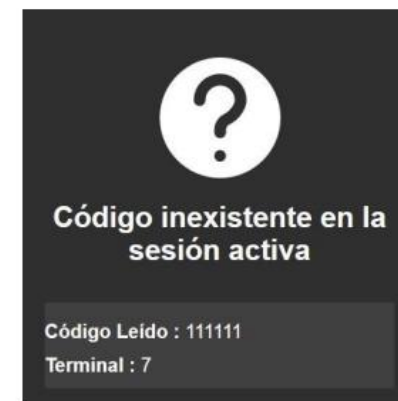 Código inexistente en la
sesión activa
Código Leído : 111111
Terminal : 7